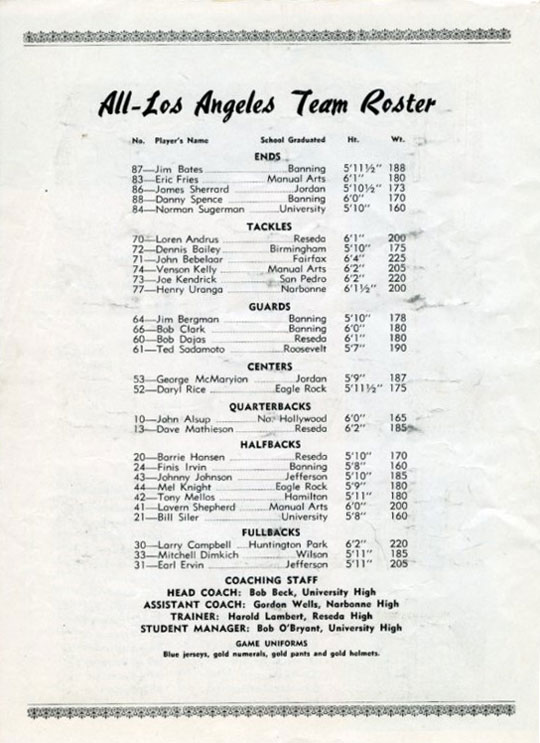 All-Los Angeles Team Roster
No. Player's Name School Graduated Ht. Wt.
ENDS
87—Jim Bates Banning 5'11½" 188
83—Eric Fries Manual Arts 6'1" 180
86—James Sherrard Jordan 5'10½" 173
88—Danny Spence Banning 6'0" 170
84—Norman Sugerman University 5'10" 160
TACKLES
70—Loren Andrus Reseda 6'1" 200
72—Dennis Bailey Birmingham 5'10" 175
71—John Bebelaar Fairfax 6'4" 225
74—Venson Kelly Manual Arts 6'2" 205
73—Joe Kendrick San Pedro 6'2" 220
77—Henry Uranga Narbonne 6'1½" 200
GUARDS
64—Jim Bergman Banning 5'10" 178
66—Bob Clark Banning 6'0" 180
60—Bob Dajas Reseda 6'1" 180
61—Ted Sadamoto Roosevelt 5'7" 190
CENTERS
53—George McMaryion Jordan 5'9" 187
52—Daryl Rice Eagle Rock 5'11½" 175
QUARTERBACKS
10—John Alsup No. Hollywood 6'0" 165
13—Dave Mathieson Reseda 6'2" 185
HALFBACKS
20—Barrie Hansen Reseda 5'10" 170
24—Finis Irvin Banning 5'8" 160
43—Johnny Johnson Jefferson 5'10" 185
44—Mel Knight Eagle Rock 5'9" 180
42—Tony Mellos Hamilton 5'11" 180
41—Lavern Shepherd Manual Arts 6'0" 200
21—Bill Siler University 5'8" 160
FULLBACKS
30—Larry Campbell Huntington Park 6'2" 220
33—Mitchell Dimkich Wilson 5'11" 185
31—Earl Ervin Jefferson 5'11" 205
COACHING STAFF
HEAD COACH: Bob Beck, University High
ASSISTANT COACH: Gordon Wells, Narbonne High
TRAINER: Harold Lambert, Reseda High
STUDENT MANAGER: Bob O'Bryant, University High
GAME UNIFORMS
Blue jerseys, gold numerals, gold pants and gold helmets.